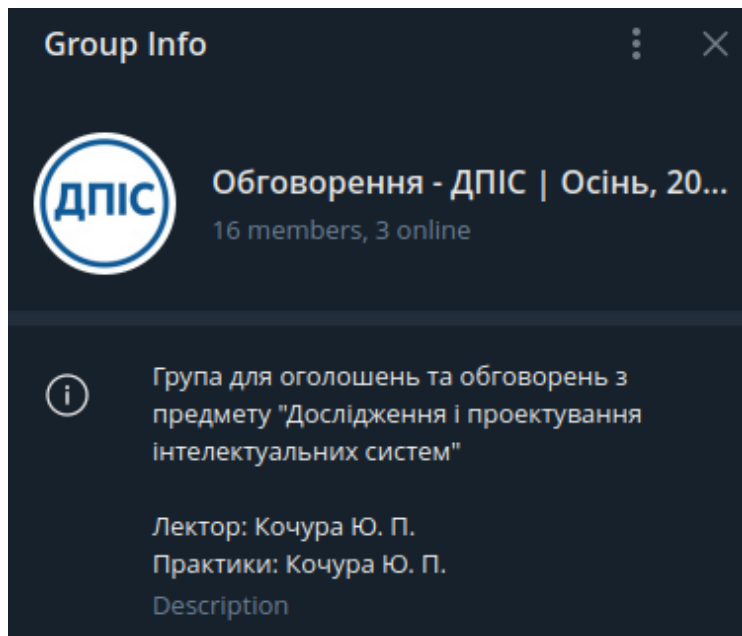 Group Info
ДПІС
Обговорення - ДПІС | Осінь, 20...
16 members, 3 online
Група для оголошень та обговорень з
предмету "Дослідження і проектування
інтелектуальних систем"
Лектор: Кочура Ю. П.
Практики: Кочура Ю. П.
Description